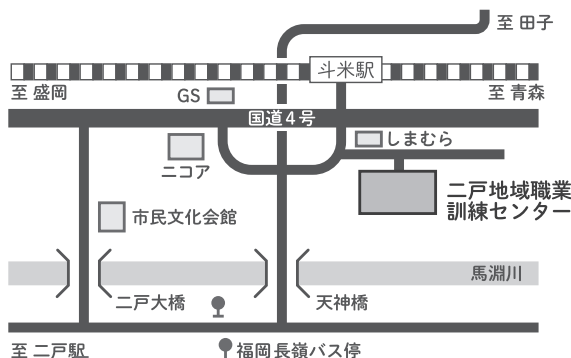 至 田子
斗米駅
至 盛岡
GS
至 青森
国道4号
しまむら
ニコア
二戸地域職業
訓練センター
市民文化会館
馬淵川
二戸大橋
天神橋
至 二戸駅
福岡長嶺バス停